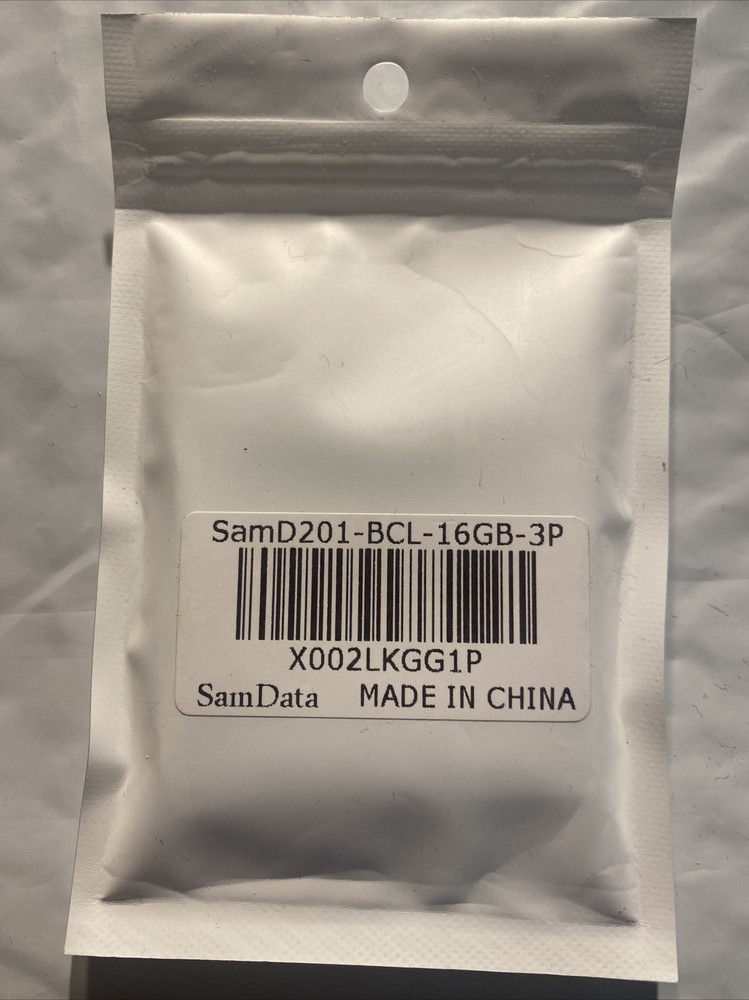 SamD201-BCL-16GB-3P
X002LKGG1P
SamData MADE IN CHINA